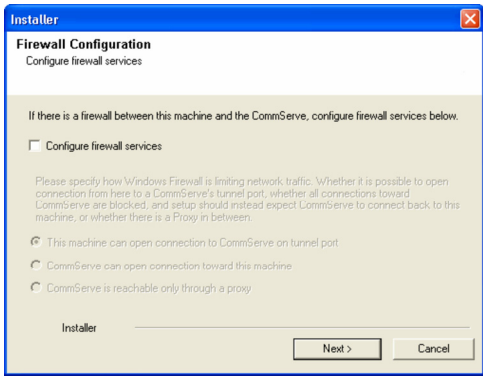 Installer
Firewall Configuration
Configure firewall services
If there is a firewall between this machine and the CommServe, configure firewall services below.
Configure firewall services
Please specify how Windows Firewall is limiting network traffic. Whether it is possible to open
connection from here to a CommServe's tunnel port, whether all connections toward
CommServe are blocked, and setup should instead expect CommServe to connect back to this
machine, or whether there is a Proxy in between.
This machine can open connection to CommServe on tunnel port
CommServe can open connection toward this machine
CommServe is reachable only through a proxy
Installer
Next >
Cancel